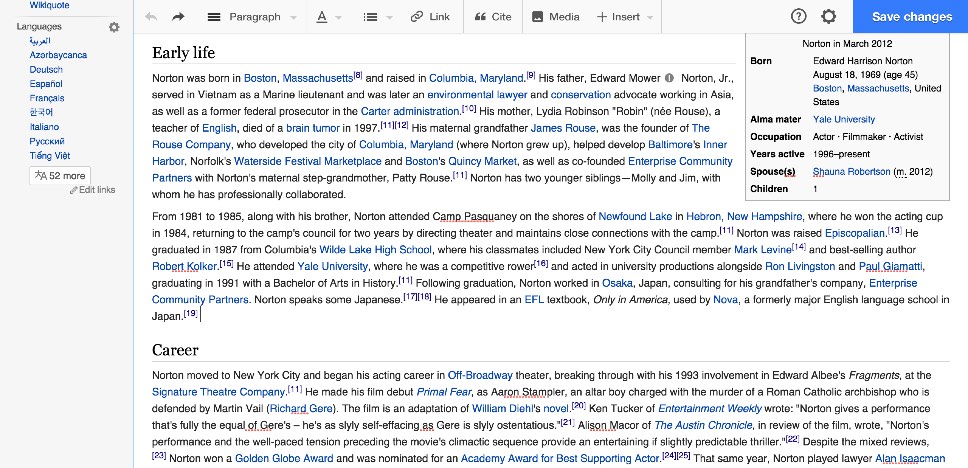 Wikiquote
Languages
العربية
Azərbaycanca
Deutsch
Español
Français
한국어
Italiano
Русский
Tiếng Việt
52 more
Edit links
Paragraph
A
Link
Cite
Media
Insert
Save changes
Early life
Norton was born in Boston, Massachusetts[8] and raised in Columbia, Maryland.[9] His father, Edward Mower Norton, Jr.,
served in Vietnam as a Marine lieutenant and was later an environmental lawyer and conservation advocate working in Asia,
as well as a former federal prosecutor in the Carter administration.[10] His mother, Lydia Robinson "Robin" (née Rouse), a
teacher of English, died of a brain tumor in 1997.[11][12] His maternal grandfather James Rouse, was the founder of The
Rouse Company, who developed the city of Columbia, Maryland (where Norton grew up), helped develop Baltimore's Inner
Harbor, Norfolk's Waterside Festival Marketplace and Boston's Quincy Market, as well as co-founded Enterprise Community
Partners with Norton's maternal step-grandmother, Patty Rouse.[11] Norton has two younger siblings—Molly and Jim, with
whom he has professionally collaborated.
Norton in March 2012
Born Edward Harrison Norton
August 18, 1969 (age 45)
Boston, Massachusetts, United
States
Alma mater Yale University
Occupation Actor · Filmmaker · Activist
Years active 1996–present
Spouse(s) Shauna Robertson (m. 2012)
Children 1
From 1981 to 1985, along with his brother, Norton attended Camp Pasquaney on the shores of Newfound Lake in Hebron, New Hampshire, where he won the acting cup
in 1984, returning to the camp's council for two years by directing theater and maintains close connections with the camp.[11] Norton was raised Episcopalian.[13] He
graduated in 1987 from Columbia's Wilde Lake High School, where his classmates included New York City Council member Mark Levine[14] and best-selling author
Robert Kolker.[15] He attended Yale University, where he was a competitive rower[16] and acted in university productions alongside Ron Livingston and Paul Giamatti,
graduating in 1991 with a Bachelor of Arts in History.[11] Following graduation, Norton worked in Osaka, Japan, consulting for his grandfather's company, Enterprise
Community Partners. Norton speaks some Japanese.[17][18] He appeared in an EFL textbook, Only in America, used by Nova, a formerly major English language school in
Japan.[19]
Career
Norton moved to New York City and began his acting career in Off-Broadway theater, breaking through with his 1993 involvement in Edward Albee's Fragments, at the
Signature Theatre Company.[11] He made his film debut Primal Fear, as Aaron Stampler, an altar boy charged with the murder of a Roman Catholic archbishop who is
defended by Martin Vail (Richard Gere). The film is an adaptation of William Diehl's novel.[20] Ken Tucker of Entertainment Weekly wrote: "Norton gives a performance
that's fully the equal of Gere's – he's as slyly self-effacing as Gere is slyly ostentatious."[21] Alison Macor of The Austin Chronicle, in review of the film, wrote, "Norton's
performance and the well-paced tension preceding the movie's climactic sequence provide an entertaining if slightly predictable thriller."[22] Despite the mixed reviews,
[23] Norton won a Golden Globe Award and was nominated for an Academy Award for Best Supporting Actor.[24][25] That same year, Norton played lawyer Alan Isaacman